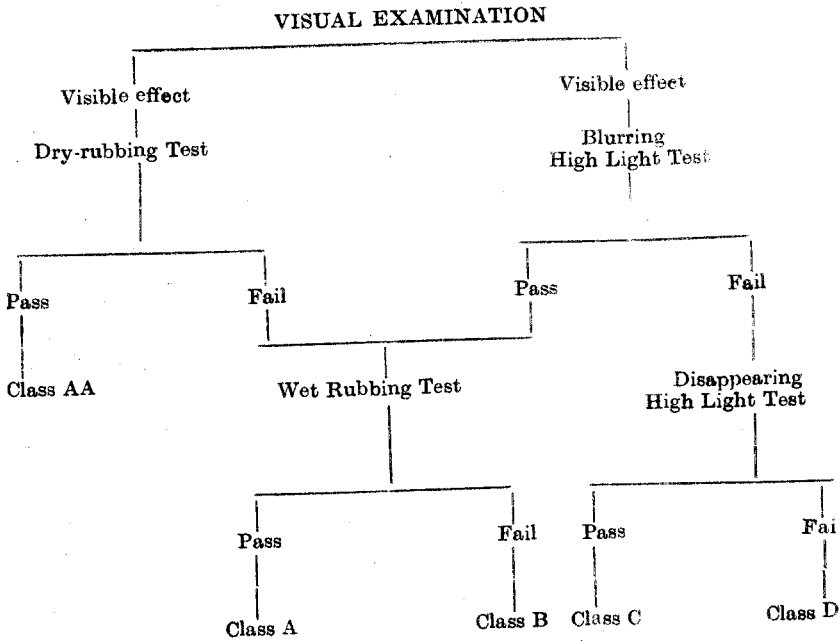 VISUAL EXAMINATION
Visible effect
Visible effect
Dry-rubbing Test
Blurring
High Light Test
Pass
Fail
Pass
Fail
Class AA
Wet Rubbing Test
Disappearing
High Light Test
Pass
Fail
Pass
Fai
Class A
Class B
Class C
Class D